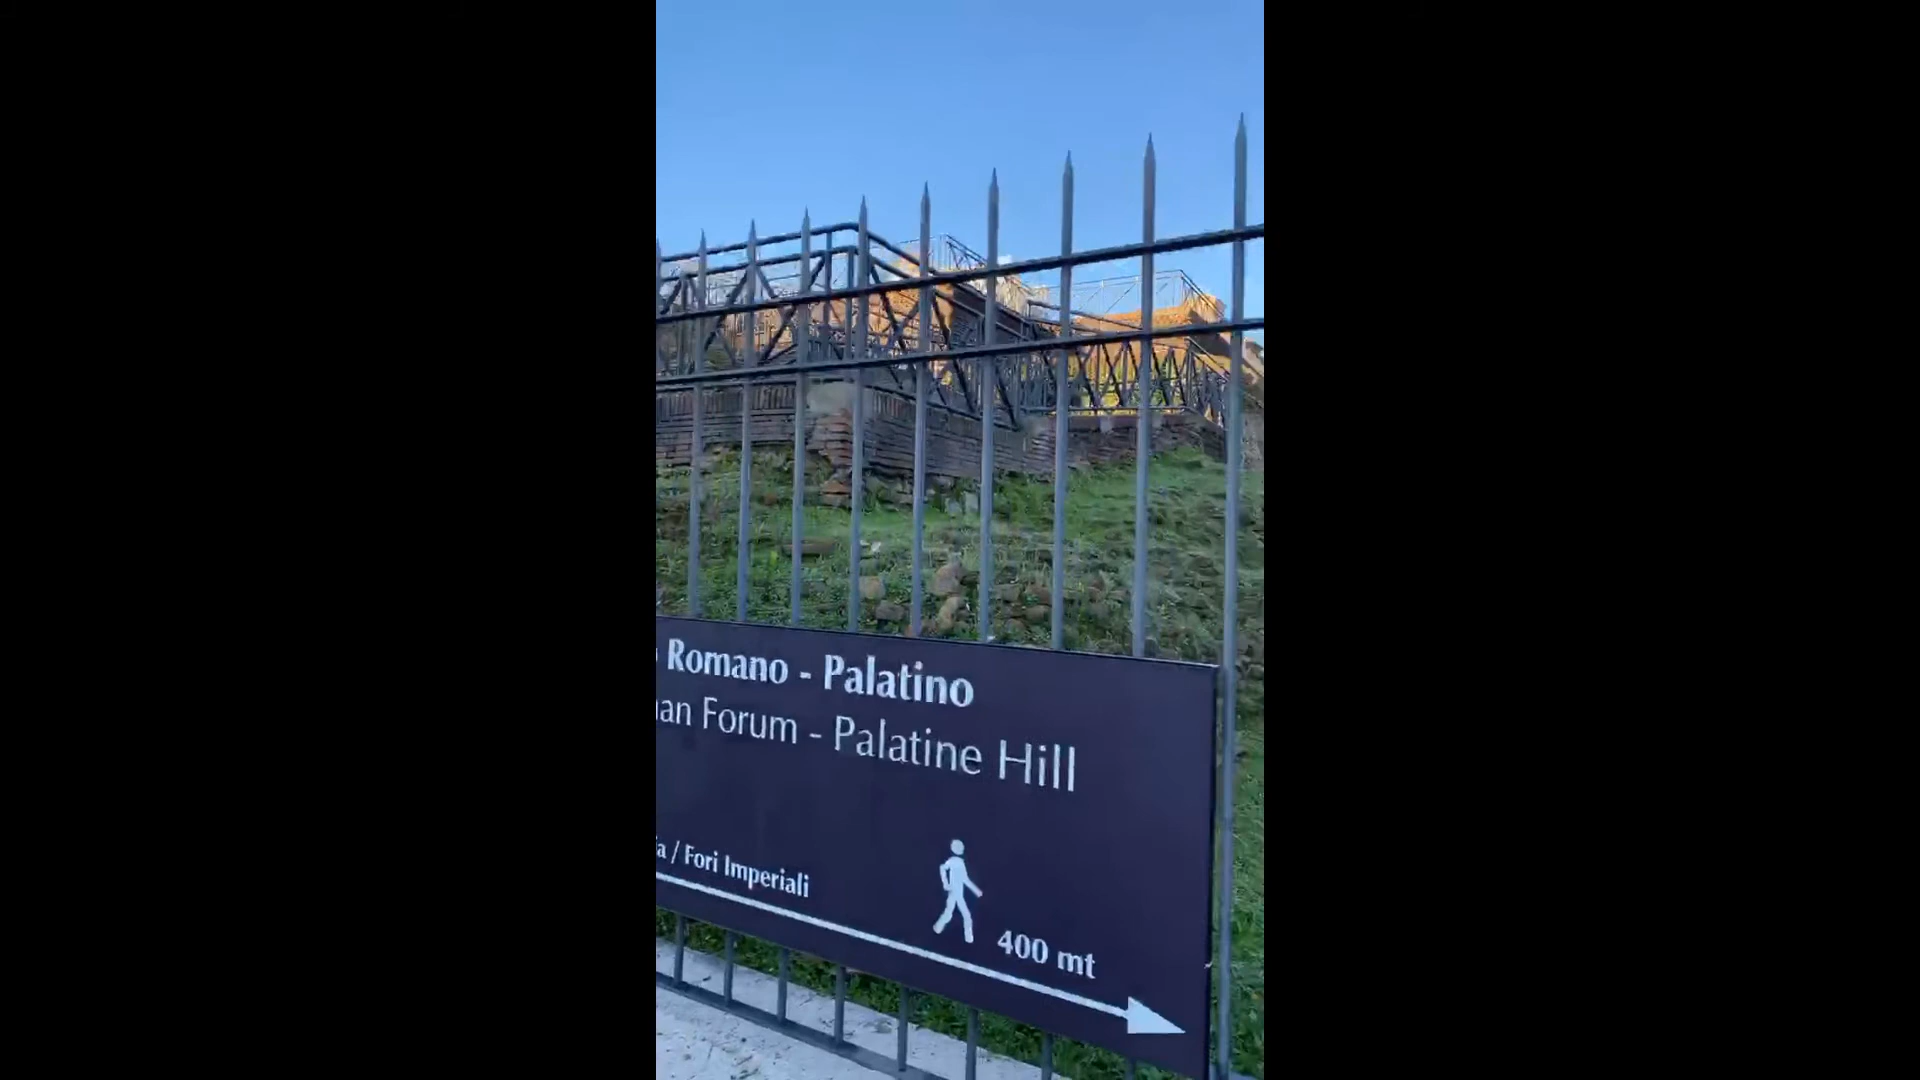 Romano - Palatino
Forum - Palatine Hill
/ Fori Imperiali
400 mt